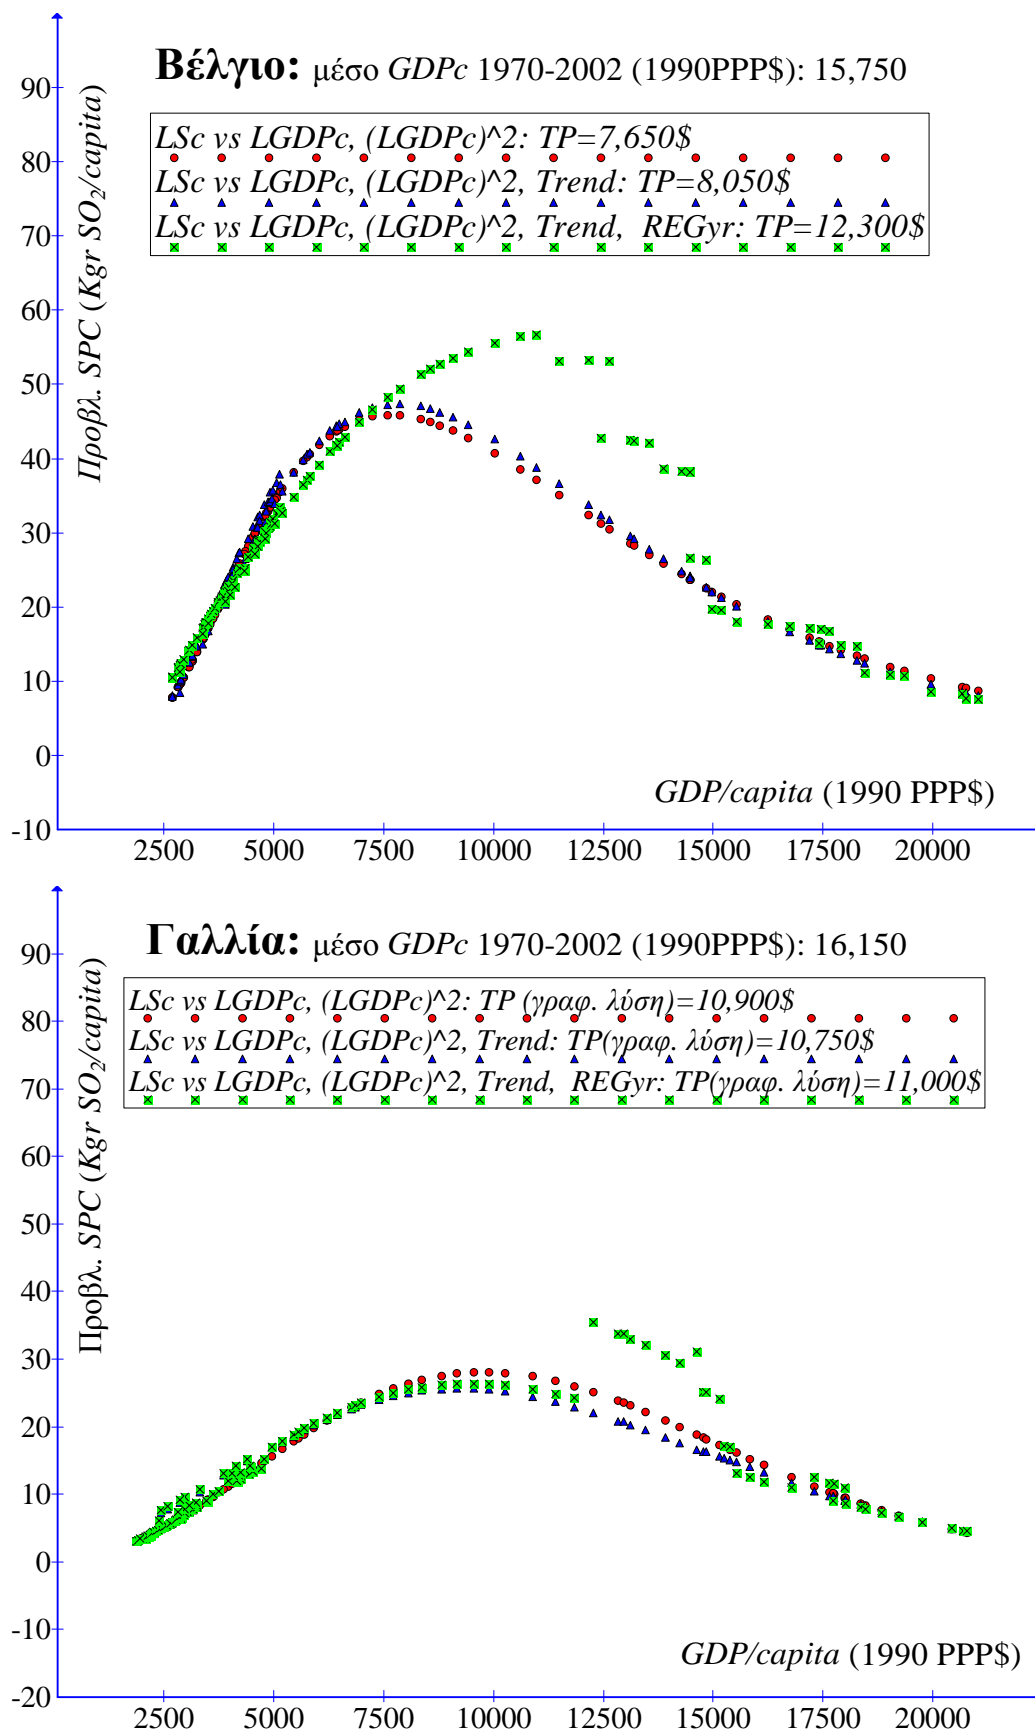 Βέλγιο: μέσο GDPc 1970-2002 (1990PPP$): 15,750
LSc vs LGDPc, (LGDPc)^2: TP=7,650$
LSc vs LGDPc, (LGDPc)^2, Trend: TP=8,050$
LSc vs LGDPc, (LGDPc)^2, Trend, REGyr: TP=12,300$
Προβλ. SPC (Kgr SO2/capita)
90
80
70
60
50
40
30
20
10
0
-10
GDP/capita (1990 PPP$)
2500 5000 7500 10000 12500 15000 17500 20000
Γαλλία: μέσο GDPc 1970-2002 (1990PPP$): 16,150
LSc vs LGDPc, (LGDPc)^2: TP (γραφ. λύση)=10,900$
LSc vs LGDPc, (LGDPc)^2, Trend: TP(γραφ. λύση)=10,750$
LSc vs LGDPc, (LGDPc)^2, Trend, REGyr: TP(γραφ. λύση)=11,000$
Προβλ. SPC (Kgr SO2/capita)
90
80
70
60
50
40
30
20
10
0
-10
-20
GDP/capita (1990 PPP$)
2500 5000 7500 10000 12500 15000 17500 20000